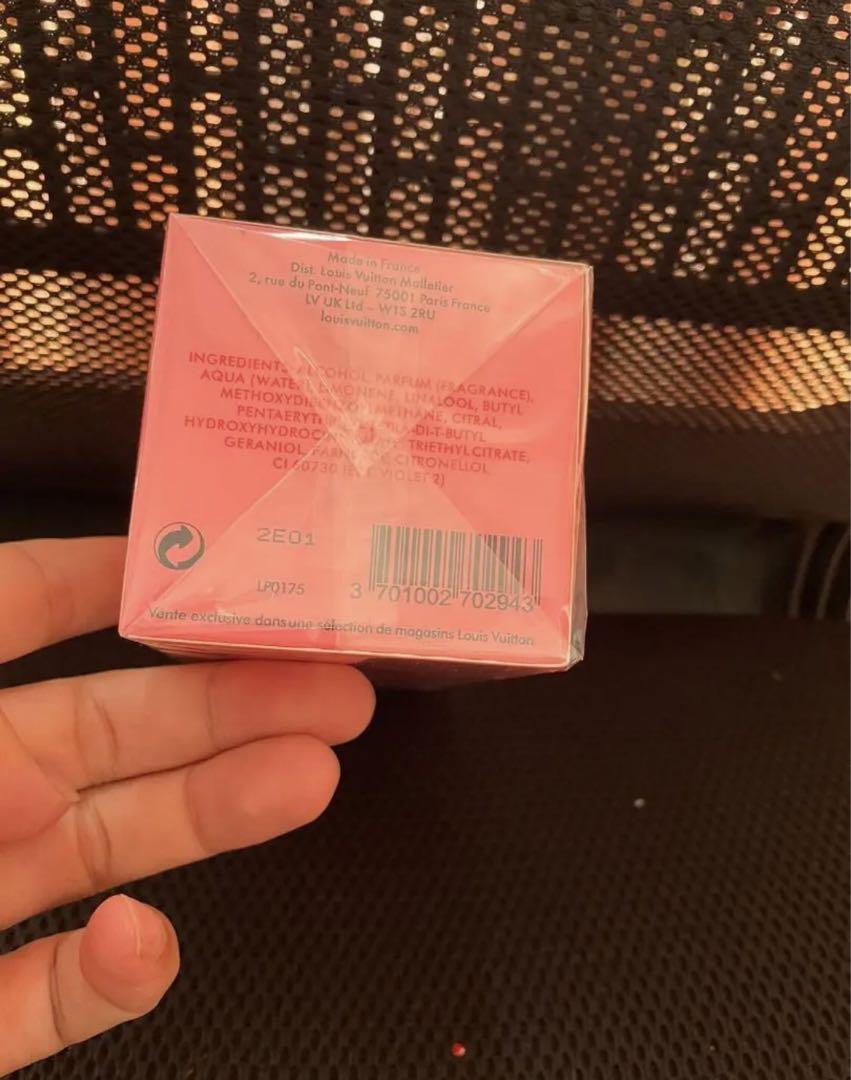 Made in France
Dist. Louis Vuitton Malletier
2, rue du Pont-Neuf 75001 Paris France
LV UK Ltd – W1S 2RU
louisvuitton.com
INGREDIENTS: ALCOHOL, PARFUM (FRAGRANCE),
AQUA (WATER), LIMONENE, LINALOOL, BUTYL
METHOXYDIBENZOYLMETHANE, CITRAL,
DI-T-BUTYL
TRIETHYL CITRATE,
GERANIOL, CITRONELLOL,
CI 60730 VIOLET 2)
2E01
LP0175
3 701002 702943
Vente exclusive dans une sélection de magasins Louis Vuitton